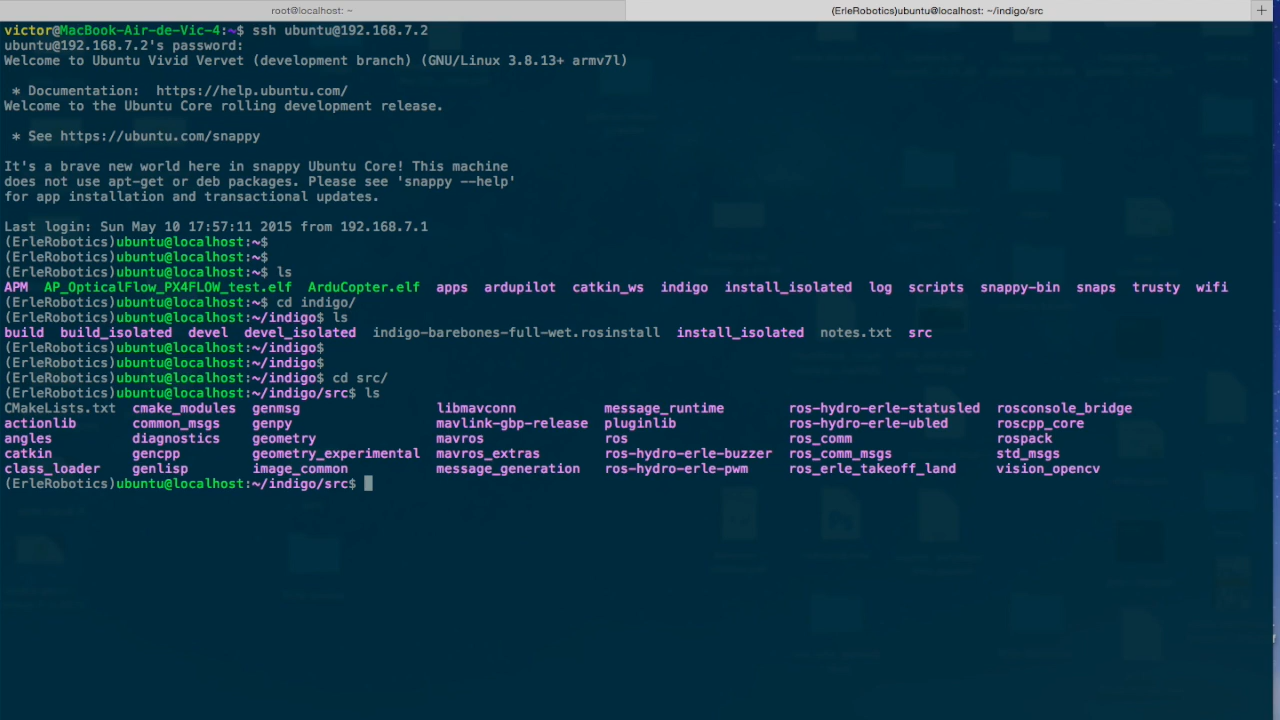 root@localhost: ~
(ErleRobotics)ubuntu@localhost: ~/indigo/src
+
victor@MacBook-Air-de-Vic-4:~$ ssh ubuntu@192.168.7.2
ubuntu@192.168.7.2's password:
Welcome to Ubuntu Vivid Vervet (development branch) (GNU/Linux 3.8.13+ armv7l)
* Documentation:  https://help.ubuntu.com/
Welcome to the Ubuntu Core rolling development release.
* See https://ubuntu.com/snappy
It's a brave new world here in snappy Ubuntu Core! This machine
does not use apt-get or deb packages. Please see 'snappy --help'
for app installation and transactional updates.
Last login: Sun May 10 17:57:11 2015 from 192.168.7.1
(ErleRobotics)ubuntu@localhost:~$
(ErleRobotics)ubuntu@localhost:~$
(ErleRobotics)ubuntu@localhost:~$ ls
APM  AP_OpticalFlow_PX4FLOW_test.elf  ArduCopter.elf  apps  ardupilot  catkin_ws  indigo  install_isolated  log  scripts  snappy-bin  snaps  trusty  wifi
(ErleRobotics)ubuntu@localhost:~$ cd indigo/
(ErleRobotics)ubuntu@localhost:~/indigo$ ls
build  build_isolated  devel  devel_isolated  indigo-barebones-full-wet.rosinstall  install_isolated  notes.txt  src
(ErleRobotics)ubuntu@localhost:~/indigo$
(ErleRobotics)ubuntu@localhost:~/indigo$
(ErleRobotics)ubuntu@localhost:~/indigo$ cd src/
(ErleRobotics)ubuntu@localhost:~/indigo/src$ ls
CMakeLists.txt  cmake_modules  genmsg  libmavconn  message_runtime  ros-hydro-erle-statusled  rosconsole_bridge
actionlib  common_msgs  genpy  mavlink-gbp-release  pluginlib  ros-hydro-erle-ubled  roscpp_core
angles  diagnostics  geometry  mavros  ros  ros_comm  rospack
catkin  gencpp  geometry_experimental  mavros_extras  ros-hydro-erle-buzzer  ros_comm_msgs  std_msgs
class_loader  genlisp  image_common  message_generation  ros-hydro-erle-pwm  ros_erle_takeoff_land  vision_opencv
(ErleRobotics)ubuntu@localhost:~/indigo/src$